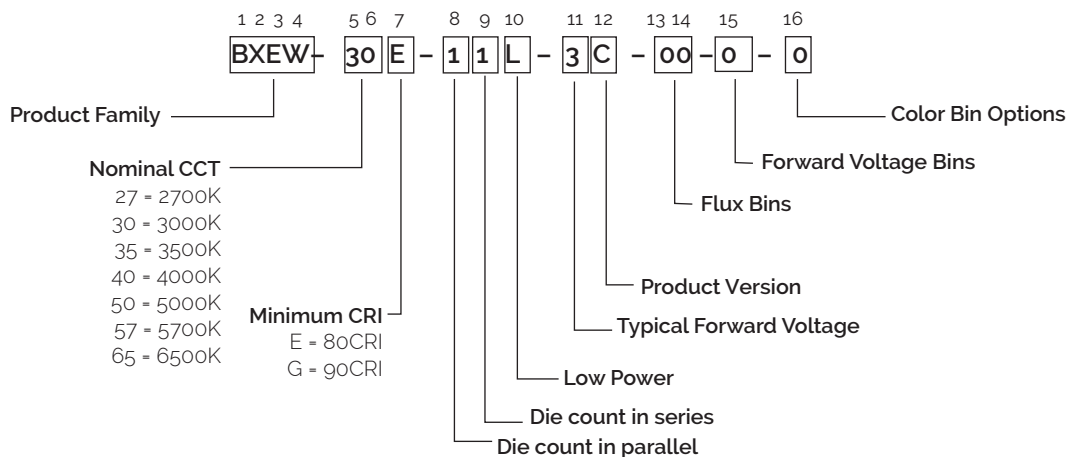 1 2 3 4 5 6 7 8 9 10 11 12 13 14 15 16
BXEW– 30 E – 1 1 L – 3 C – 00 – 0 – 0
Product Family
Color Bin Options
Nominal CCT
Forward Voltage Bins
27 = 2700K
30 = 3000K
Flux Bins
35 = 3500K
40 = 4000K
Product Version
50 = 5000K
Minimum CRI
57 = 5700K
Typical Forward Voltage
E = 80CRI
65 = 6500K
G = 90CRI
Low Power
Die count in series
Die count in parallel